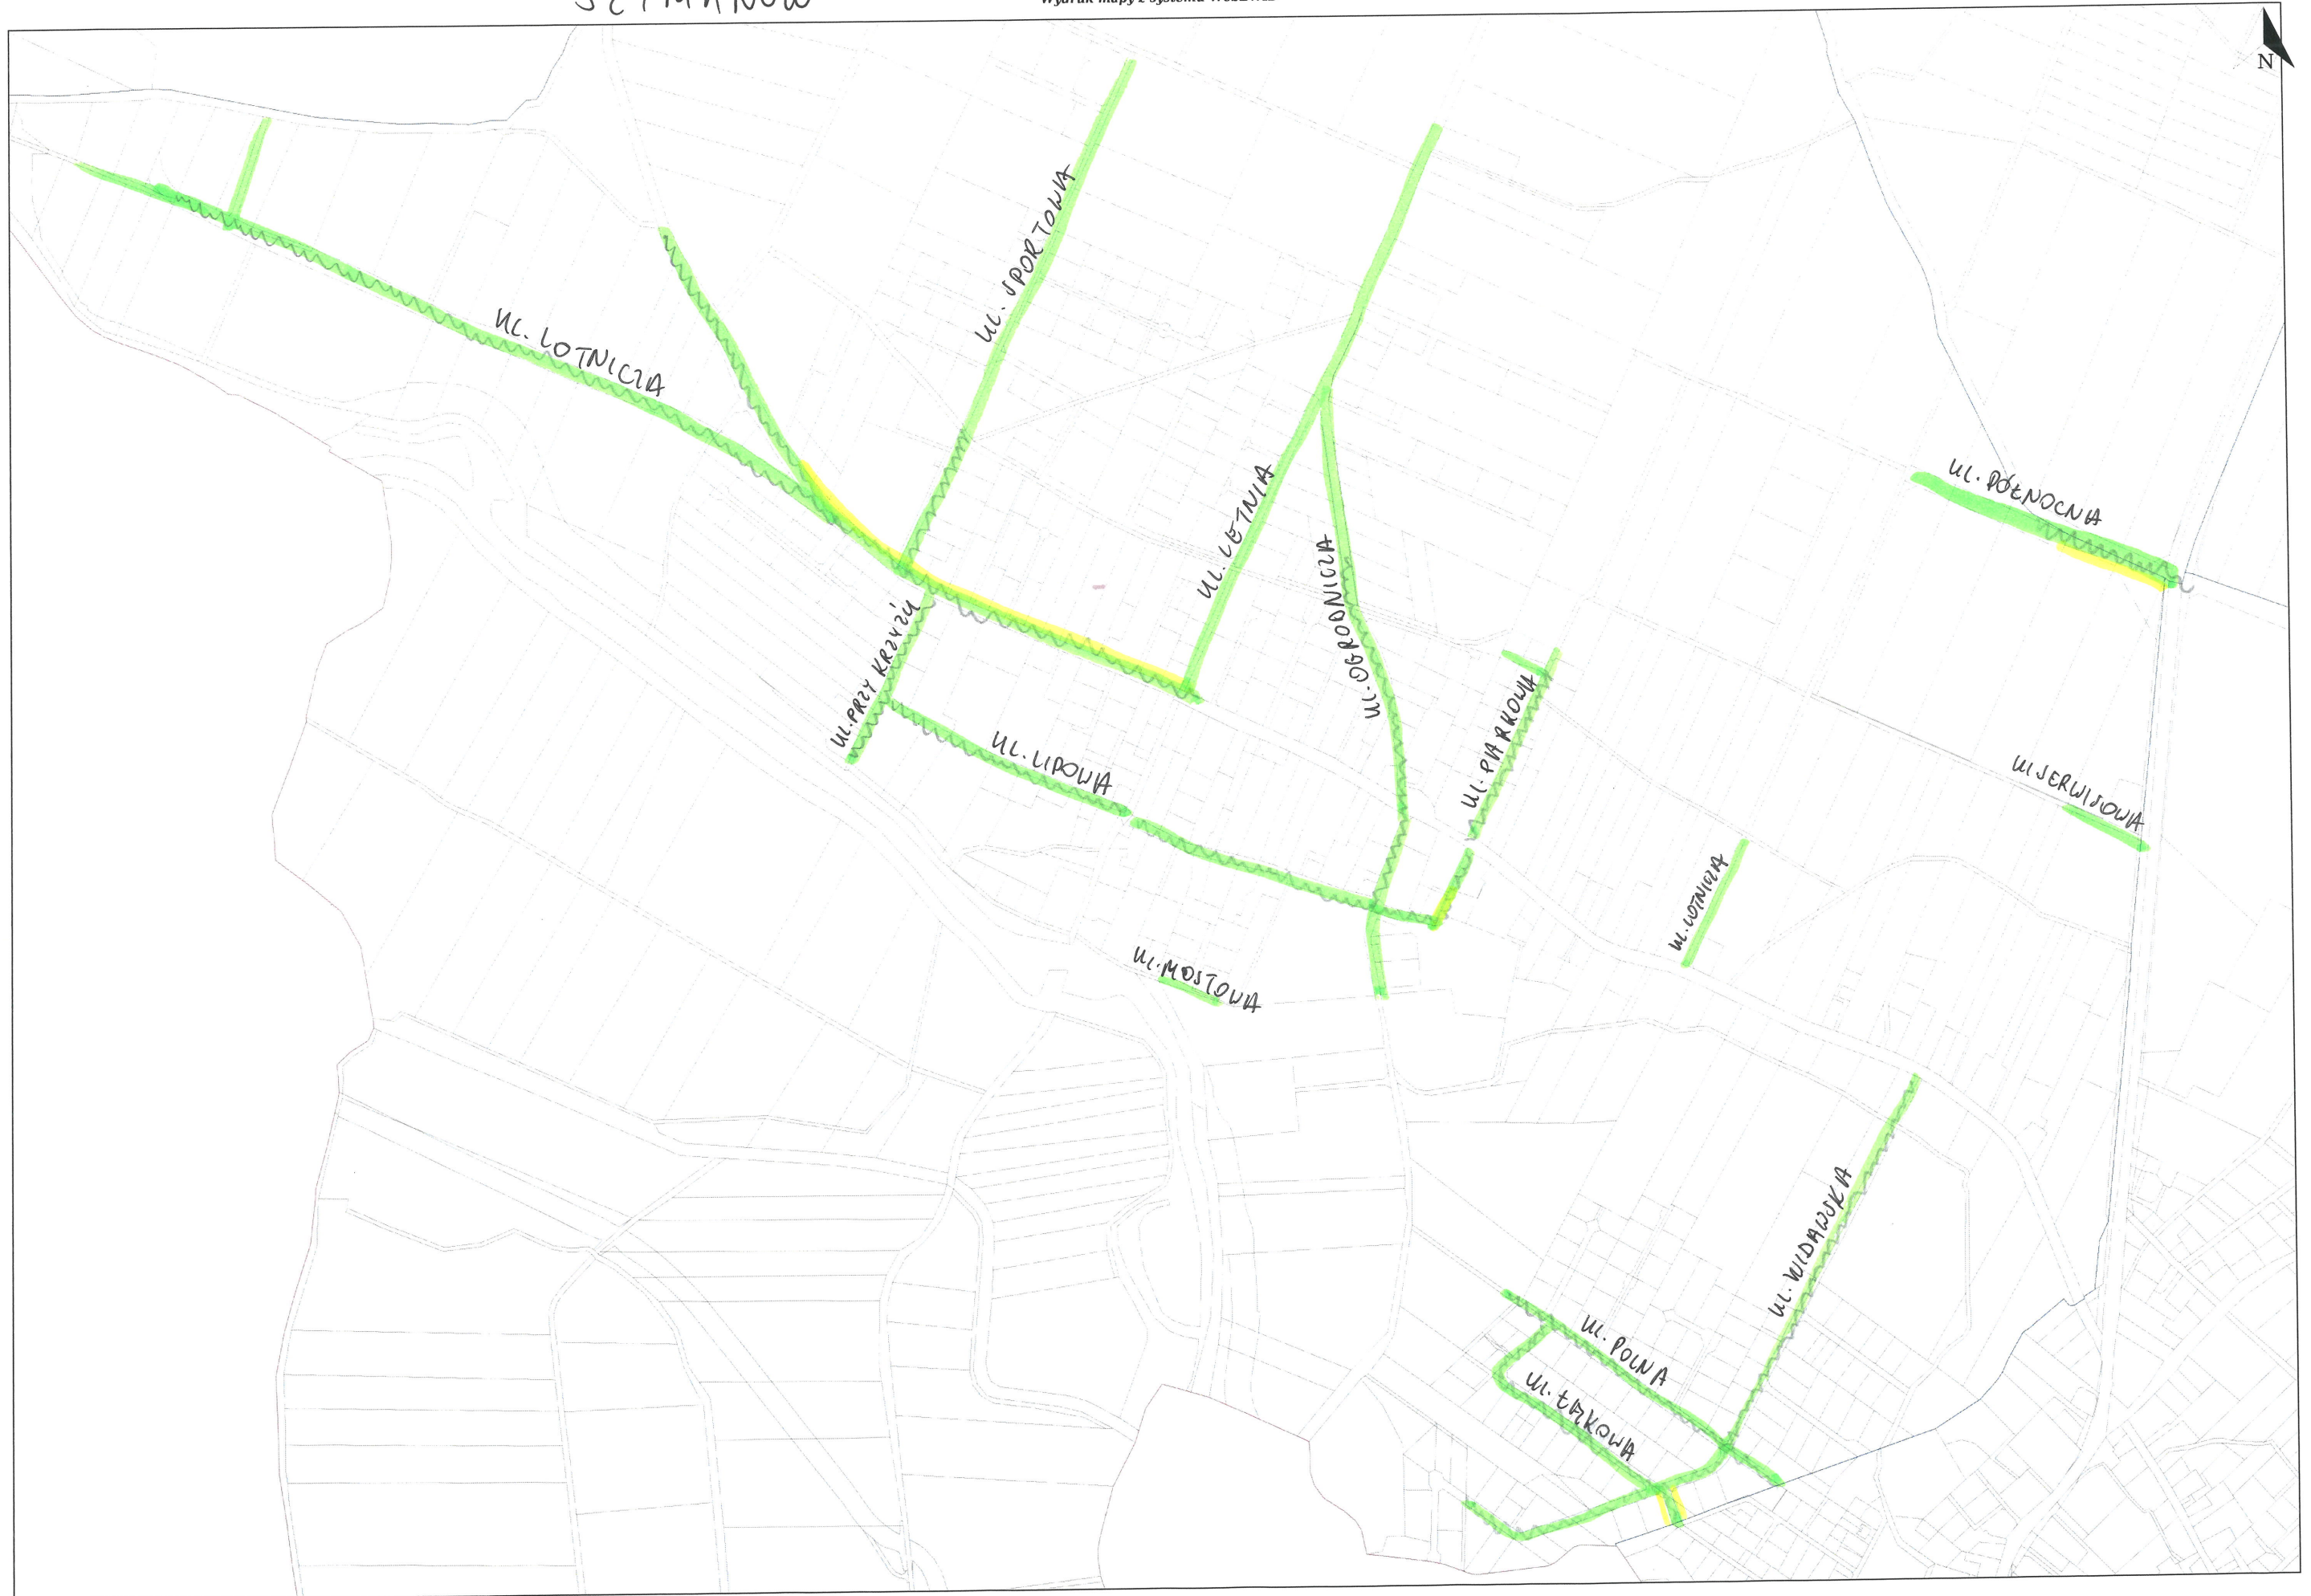 SZYMANÓW
N
UL. SPORTOWA
UL. LOTNICZA
UL. LETNIA
UL. PÓŁNOCNA
UL. OGRODNICZA
UL. PRZY KRZYŻU
UL. PARKOWA
UL. LIPOWA
UL SERWISOWA
UL. LOTNICZA
UL. MOSTOWA
UL. WIDAWSKA
UL. POLNA
UL. ŁĄKOWA